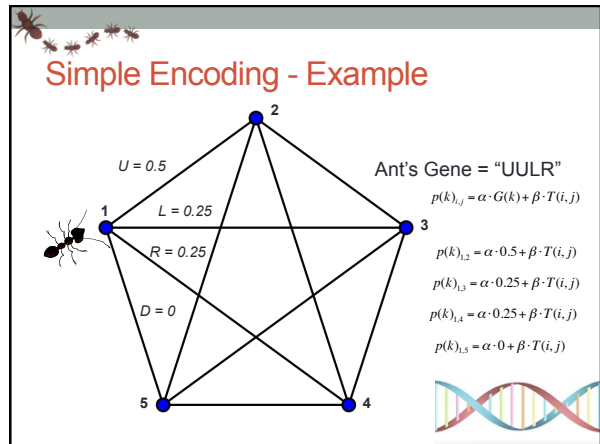 Simple Encoding - Example
2
U = 0.5
Ant's Gene = “UULR”
p(k)i,j = α·G(k) + β·T(i, j)
1
L = 0.25
3
R = 0.25
p(k)1,2 = α·0.5 + β·T(i, j)
p(k)1,3 = α·0.25 + β·T(i, j)
D = 0
p(k)1,4 = α·0.25 + β·T(i, j)
p(k)1,5 = α·0 + β·T(i, j)
5
4